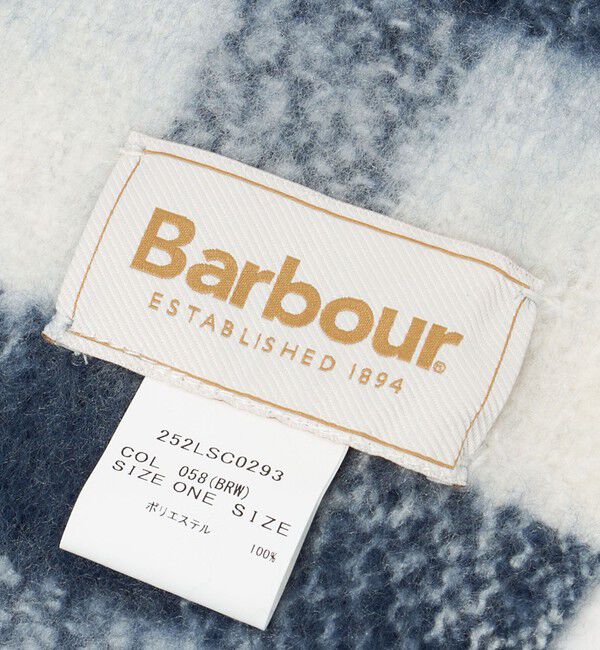 Barbour®
ESTABLISHED 1894
252LSC0293
COL 058(BRW)
SIZE ONE SIZE
ポリエステル 100%